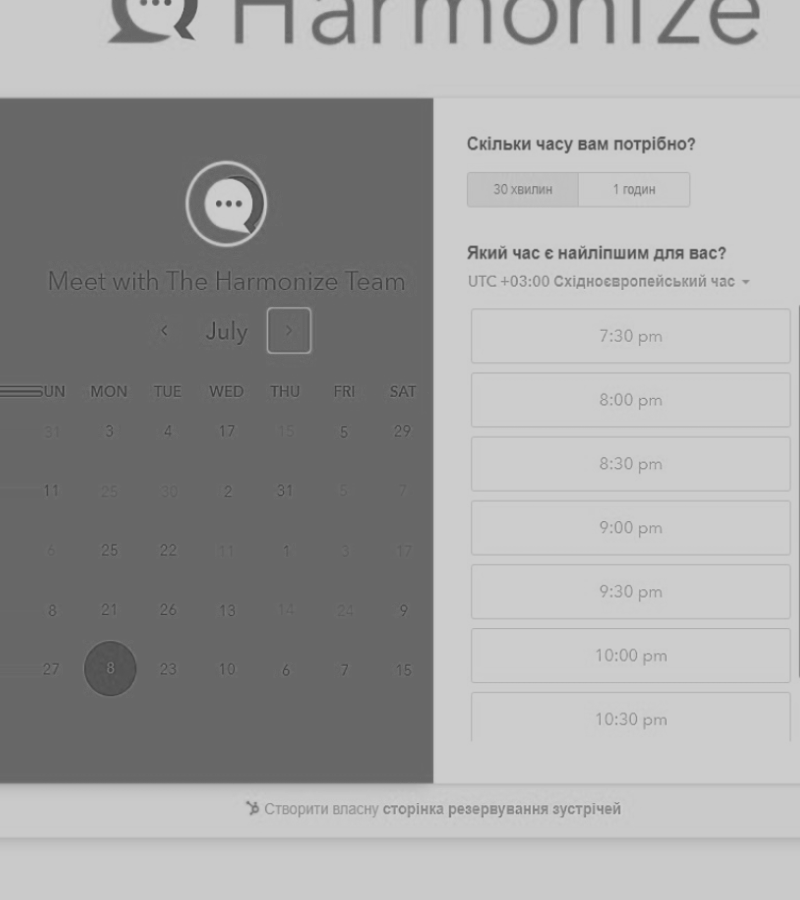 Harmonize
Meet with The Harmonize Team
July
UN MON TUE WED THU FRI SAT
31 3 4 17 15 5 29
11 25 30 2 31 5 7
6 25 22 11 1 3 17
8 21 26 13 14 24 9
27 8 23 10 6 7 15
Скільки часу вам потрібно?
30 хвилин 1 годин
Який час є найліпшим для вас?
UTC +03:00 Східноєвропейський час
7:30 pm
8:00 pm
8:30 pm
9:00 pm
9:30 pm
10:00 pm
10:30 pm
Створити власну сторінка резервування зустрічей